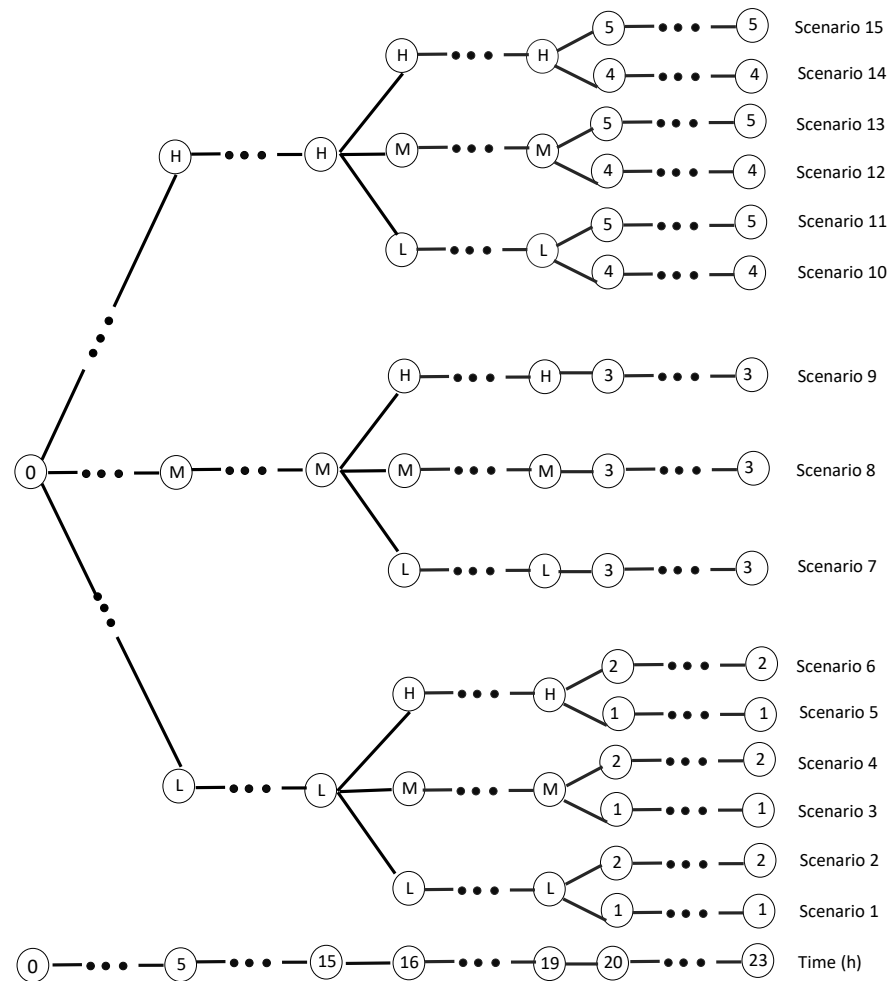 5 5 Scenario 15
H H
4 4 Scenario 14
5 5 Scenario 13
H H M M
4 4 Scenario 12
5 5 Scenario 11
L L
4 4 Scenario 10
H H 3 3 Scenario 9
0 M M M M 3 3 Scenario 8
L L 3 3 Scenario 7
2 2 Scenario 6
H H
1 1 Scenario 5
2 2 Scenario 4
L L M M
1 1 Scenario 3
2 2 Scenario 2
L L
1 1 Scenario 1
0 5 15 16 19 20 23 Time (h)